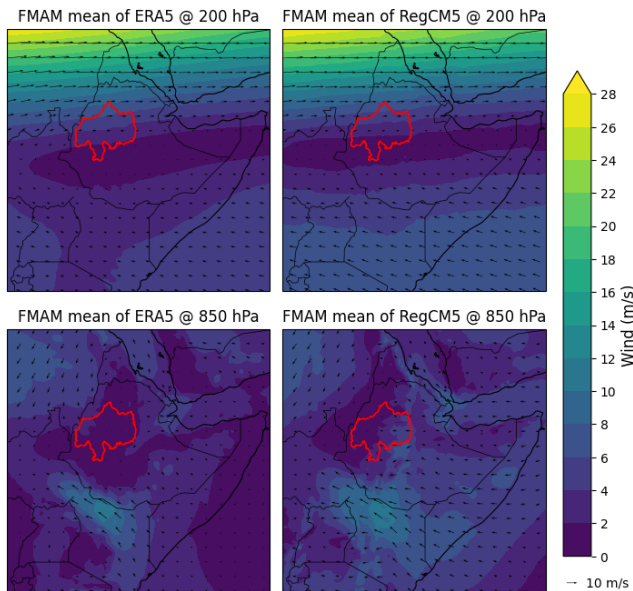 FMAM mean of ERA5 @ 200 hPa
FMAM mean of RegCM5 @ 200 hPa
FMAM mean of ERA5 @ 850 hPa
FMAM mean of RegCM5 @ 850 hPa
28
26
24
22
20
18
16
14
12
10
8
6
4
2
0
Wind (m/s)
10 m/s